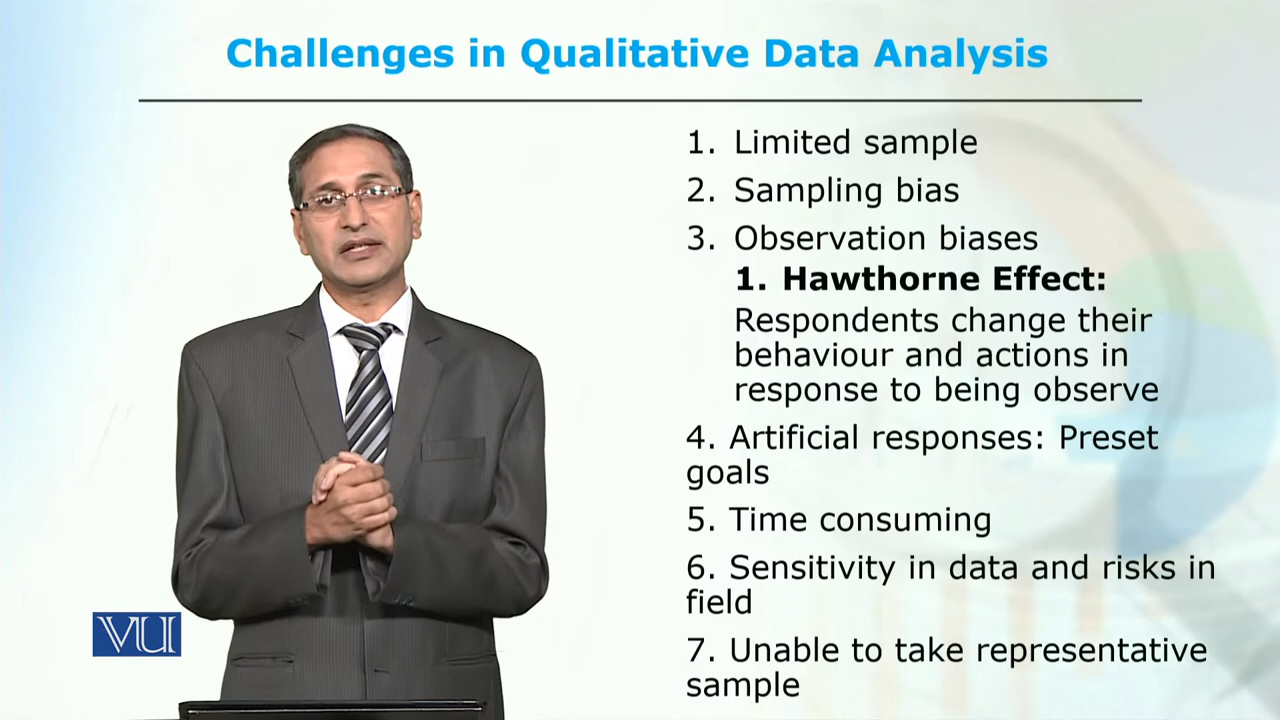 Challenges in Qualitative Data Analysis
1. Limited sample
2. Sampling bias
3. Observation biases
1. Hawthorne Effect:
Respondents change their
behaviour and actions in
response to being observe
4. Artificial responses: Preset
goals
5. Time consuming
6. Sensitivity in data and risks in
field
7. Unable to take representative
sample
VU